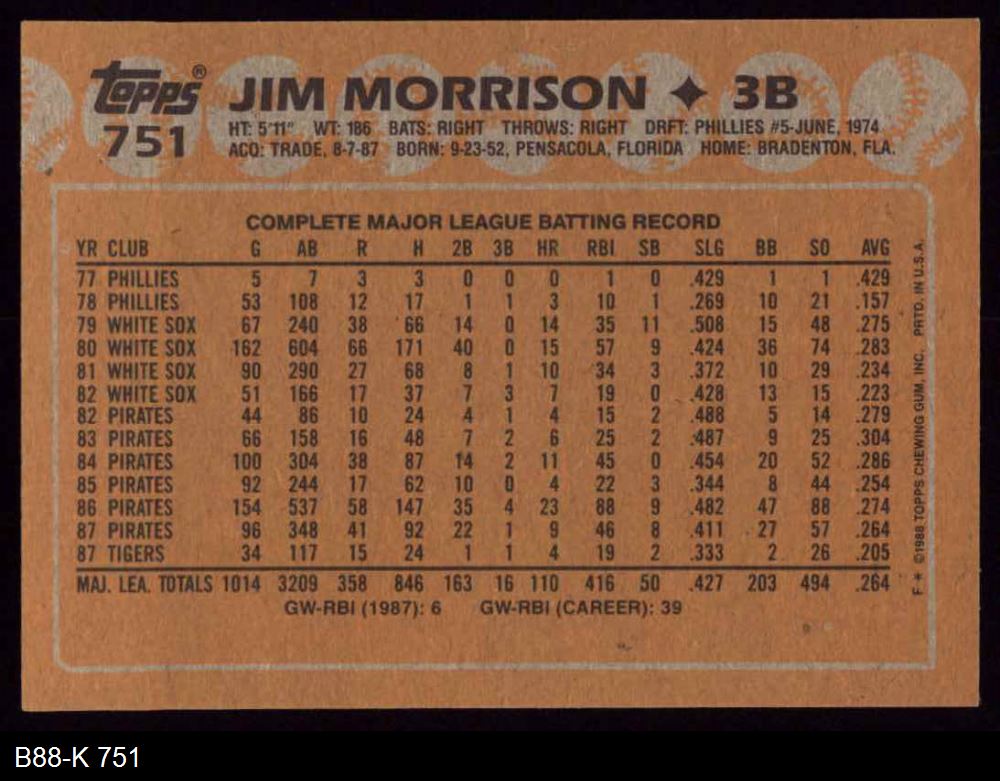 Topps® JIM MORRISON ✦ 3B
751 HT: 5'11" WT: 186 BATS: RIGHT THROWS: RIGHT DRFT: PHILLIES #5-JUNE, 1974
ACQ: TRADE, 8-7-87 BORN: 9-23-52, PENSACOLA, FLORIDA HOME: BRADENTON, FLA.
COMPLETE MAJOR LEAGUE BATTING RECORD
YR CLUB G AB R H 2B 3B HR RBI SB SLG BB SO AVG
77 PHILLIES 5 7 3 3 0 0 0 1 0 .429 1 1 .429
78 PHILLIES 53 108 12 17 1 1 3 10 1 .269 10 21 .157
79 WHITE SOX 67 240 38 66 14 0 14 35 11 .508 15 48 .275
80 WHITE SOX 162 604 66 171 40 0 15 57 9 .424 36 74 .283
81 WHITE SOX 90 290 27 68 8 1 10 34 3 .372 10 29 .234
82 WHITE SOX 51 166 17 37 7 3 7 19 0 .428 13 15 .223
82 PIRATES 44 86 10 24 4 1 4 15 2 .488 5 14 .279
83 PIRATES 66 158 16 48 7 2 6 25 2 .487 9 25 .304
84 PIRATES 100 304 38 87 14 2 11 45 0 .454 20 52 .286
85 PIRATES 92 244 17 62 10 0 4 22 3 .344 8 44 .254
86 PIRATES 154 537 58 147 35 4 23 88 9 .482 47 88 .274
87 PIRATES 96 348 41 92 22 1 9 46 8 .411 27 57 .264
87 TIGERS 34 117 15 24 1 1 4 19 2 .333 2 26 .205
MAJ. LEA. TOTALS 1014 3209 358 846 163 16 110 416 50 .427 203 494 .264
GW-RBI (1987): 6 GW-RBI (CAREER): 39
F* ©1988 TOPPS CHEWING GUM, INC. PRTD. IN U.S.A.
B88-K 751